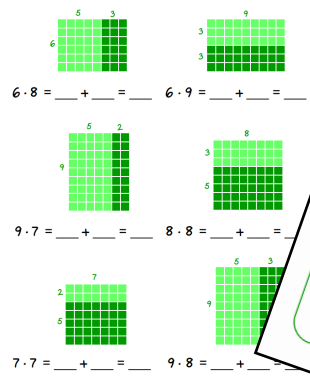 5 3 9
6 3
3
6 · 8 = ___ + ___ = ___ 6 · 9 = ___ + ___ = ___
5 2 8
9 3
5
9 · 7 = ___ + ___ = ___ 8 · 8 = ___ + ___ = _
7 5 3
2 9
5
7 · 7 = ___ + ___ = ___ 9 · 8 = ___ + ___ =